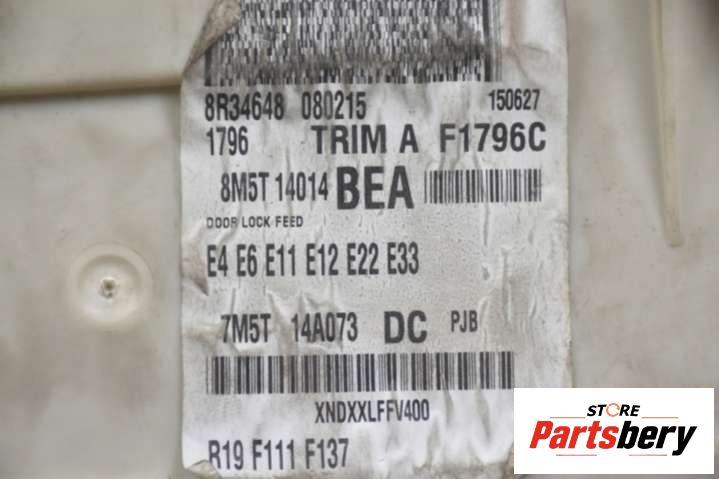 8R34648 080215 150627
1796 TRIM A F1796C
8M5T 14014 BEA
DOOR LOCK FEED
E4 E6 E11 E12 E22 E33
7M5T 14A073 DC PJB
XNDXXLFFV400
R19 F111 F137
STORE
Partsbery